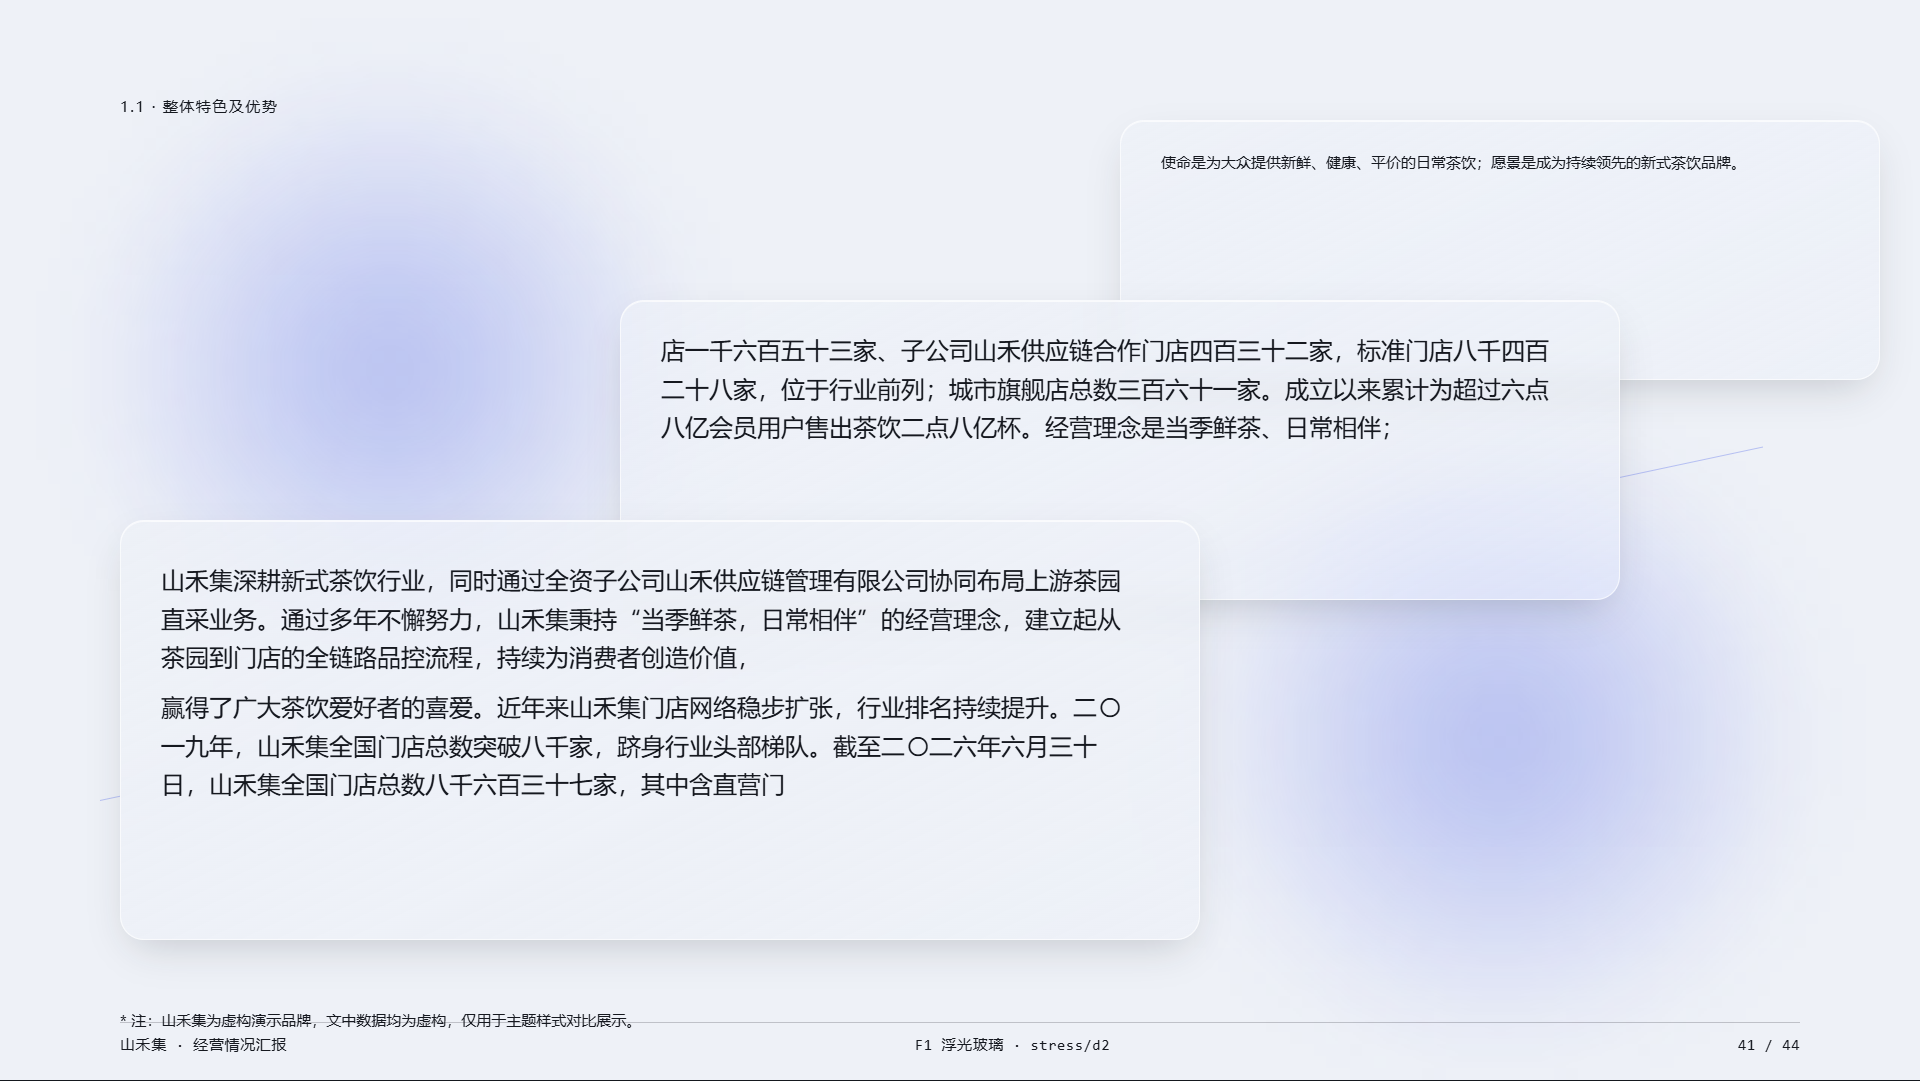 1.1 · 整体特色及优势
使命是为大众提供新鲜、健康、平价的日常茶饮；愿景是成为持续领先的新式茶饮品牌。
店一千六百五十三家、子公司山禾供应链合作门店四百三十二家，标准门店八千四百
二十八家，位于行业前列；城市旗舰店总数三百六十一家。成立以来累计为超过六点
八亿会员用户售出茶饮二点八亿杯。经营理念是当季鲜茶、日常相伴；
山禾集深耕新式茶饮行业，同时通过全资子公司山禾供应链管理有限公司协同布局上游茶园
直采业务。通过多年不懈努力，山禾集秉持“当季鲜茶，日常相伴”的经营理念，建立起从
茶园到门店的全链路品控流程，持续为消费者创造价值，
赢得了广大茶饮爱好者的喜爱。近年来山禾集门店网络稳步扩张，行业排名持续提升。二〇
一九年，山禾集全国门店总数突破八千家，跻身行业头部梯队。截至二〇二六年六月三十
日，山禾集全国门店总数八千六百三十七家，其中含直营门
* 注：山禾集为虚构演示品牌，文中数据均为虚构，仅用于主题样式对比展示。
山禾集 · 经营情况汇报
F1 浮光玻璃 · stress/d2
41 / 44